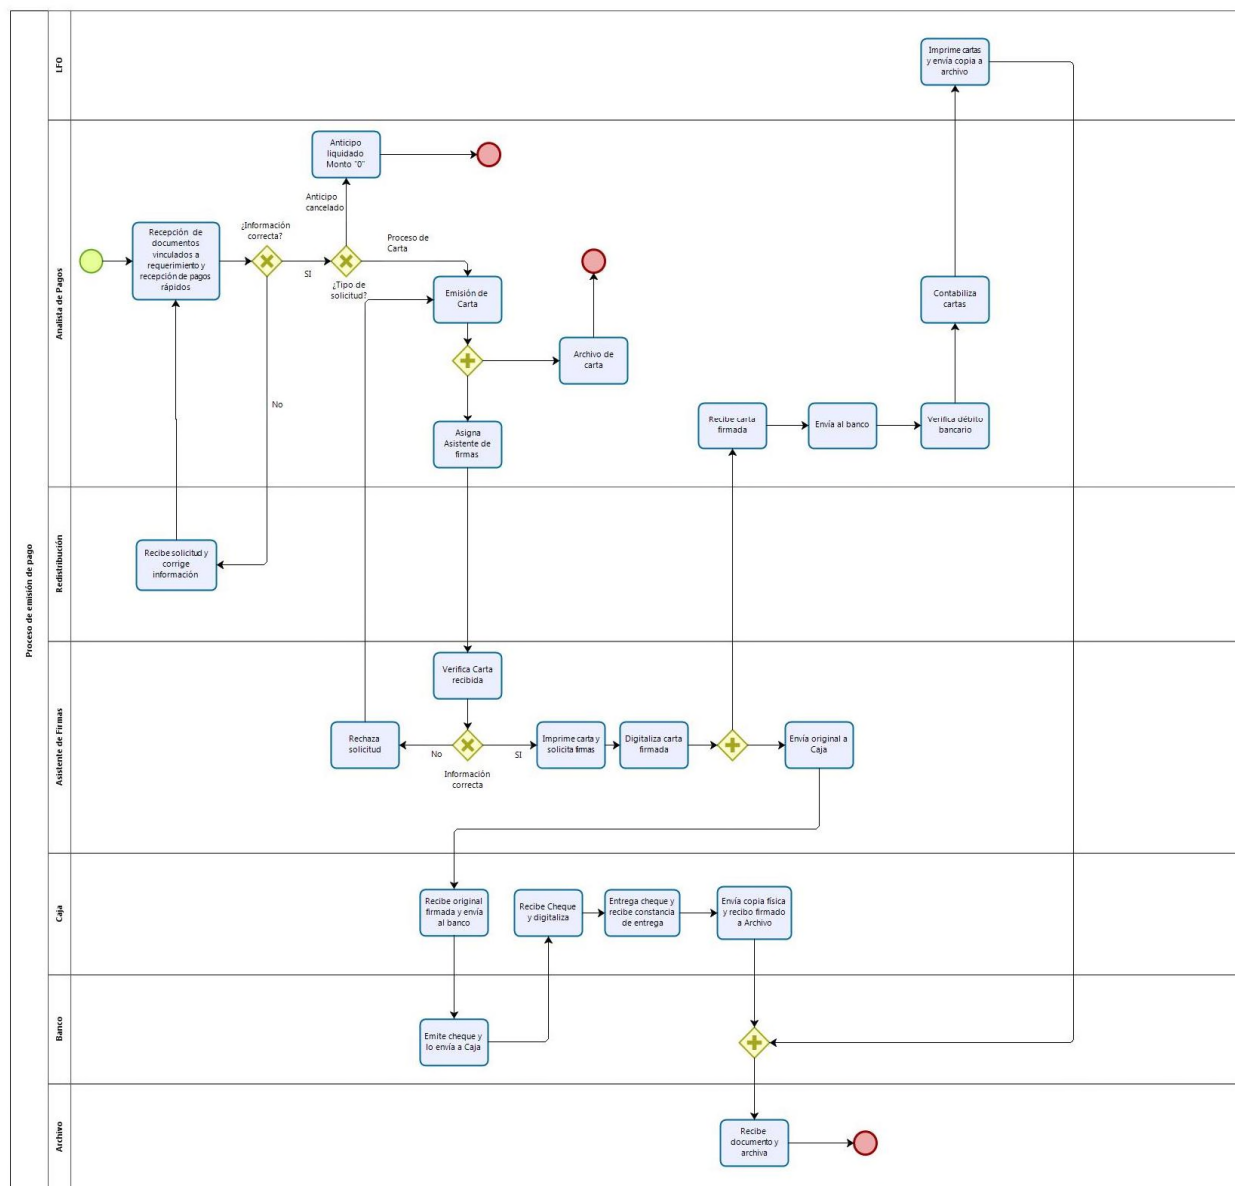 Proceso de emisión de pago
LFO
Imprime cartas
y envía copia a
archivo
Analista de Pagos
Anticipo
liquidado
Monto "0"
Anticipo
cancelado
Recepción de
documentos
vinculados a
requerimiento y
recepción de pagos
rápidos
¿Información
correcta?
SI
¿Tipo de
solicitud?
Proceso de
Carta
Emisión de
Carta
Archivo de
carta
No
Asigna
Asistente de
firmas
Recibe carta
firmada
Envía al banco
Verifica débito
bancario
Contabiliza
cartas
Redistribución
Recibe solicitud y
corrige
información
Asistente de Firmas
Verifica Carta
recibida
Rechaza
solicitud
No
Información
correcta
SI
Imprime carta y
solicita firmas
Digitaliza carta
firmada
Envía original a
Caja
Caja
Recibe original
firmada y envía
al banco
Recibe Cheque
y digitaliza
Entrega cheque y
recibe constancia
de entrega
Envía copia física
y recibo firmado
a Archivo
Banco
Emite cheque y
lo envía a Caja
Archivo
Recibe
documento y
archiva